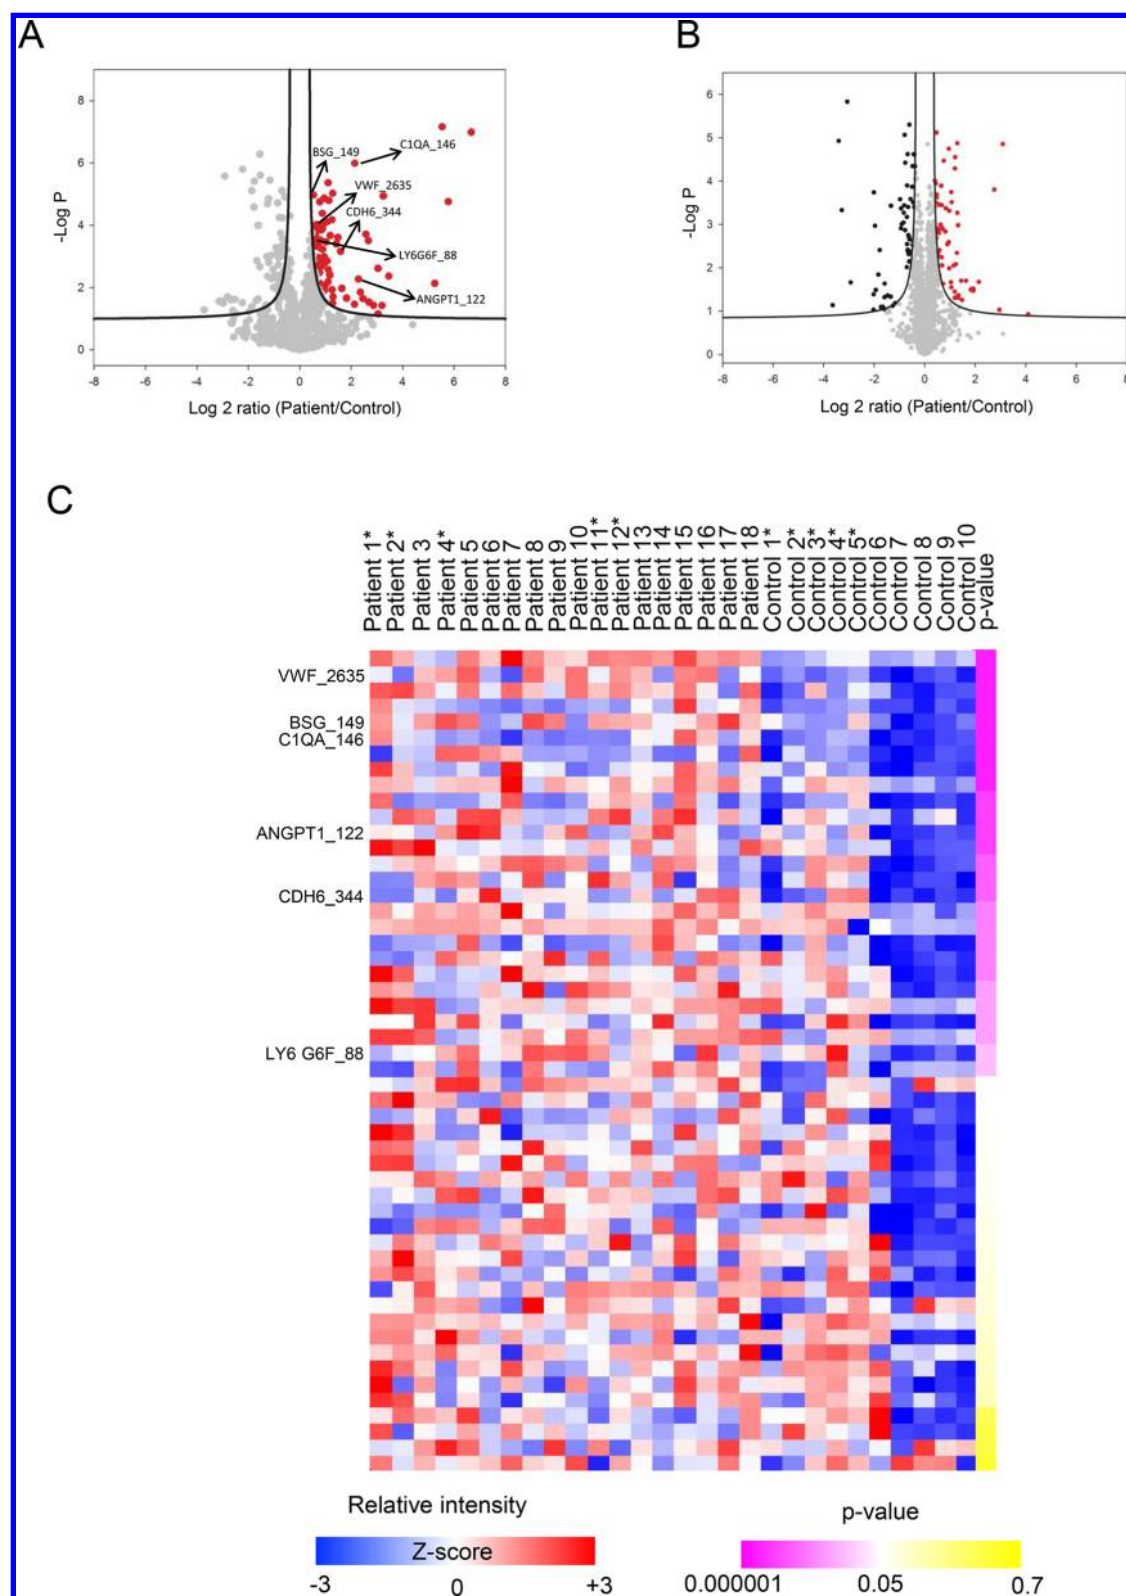 A
B
8
6
4
2
0
-Log P
BSG_149
C1QA_146
VWF_2635
CDH6_344
LY6G6F_88
ANGPT1_122
-8 -6 -4 -2 0 2 4 6 8
Log 2 ratio (Patient/Control)
6
5
4
3
2
1
0
-Log P
-8 -6 -4 -2 0 2 4 6 8
Log 2 ratio (Patient/Control)
C
Patient 1*
Patient 2*
Patient 3
Patient 4*
Patient 5
Patient 6
Patient 7
Patient 8
Patient 9
Patient 10
Patient 11*
Patient 12*
Patient 13
Patient 14
Patient 15
Patient 16
Patient 17
Patient 18
Control 1*
Control 2*
Control 3*
Control 4*
Control 5*
Control 6
Control 7
Control 8
Control 9
Control 10
p-value
VWF_2635
BSG_149
C1QA_146
ANGPT1_122
CDH6_344
LY6 G6F_88
Relative intensity
Z-score
-3 0 +3
p-value
0.000001 0.05 0.7